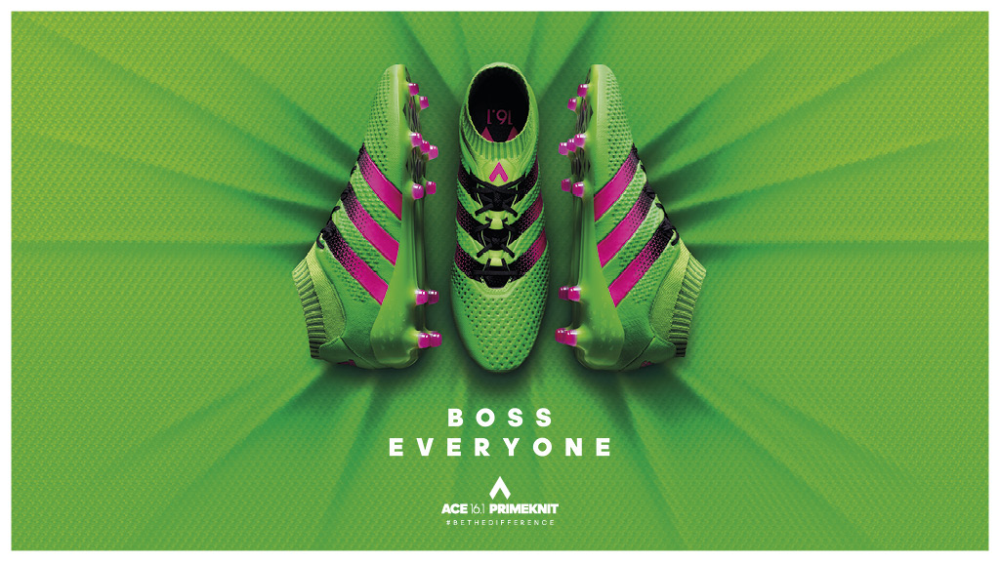 16.1
BOSS
EVERYONE
ACE 16.1 PRIMEKNIT
#BETHEDIFFERENCE